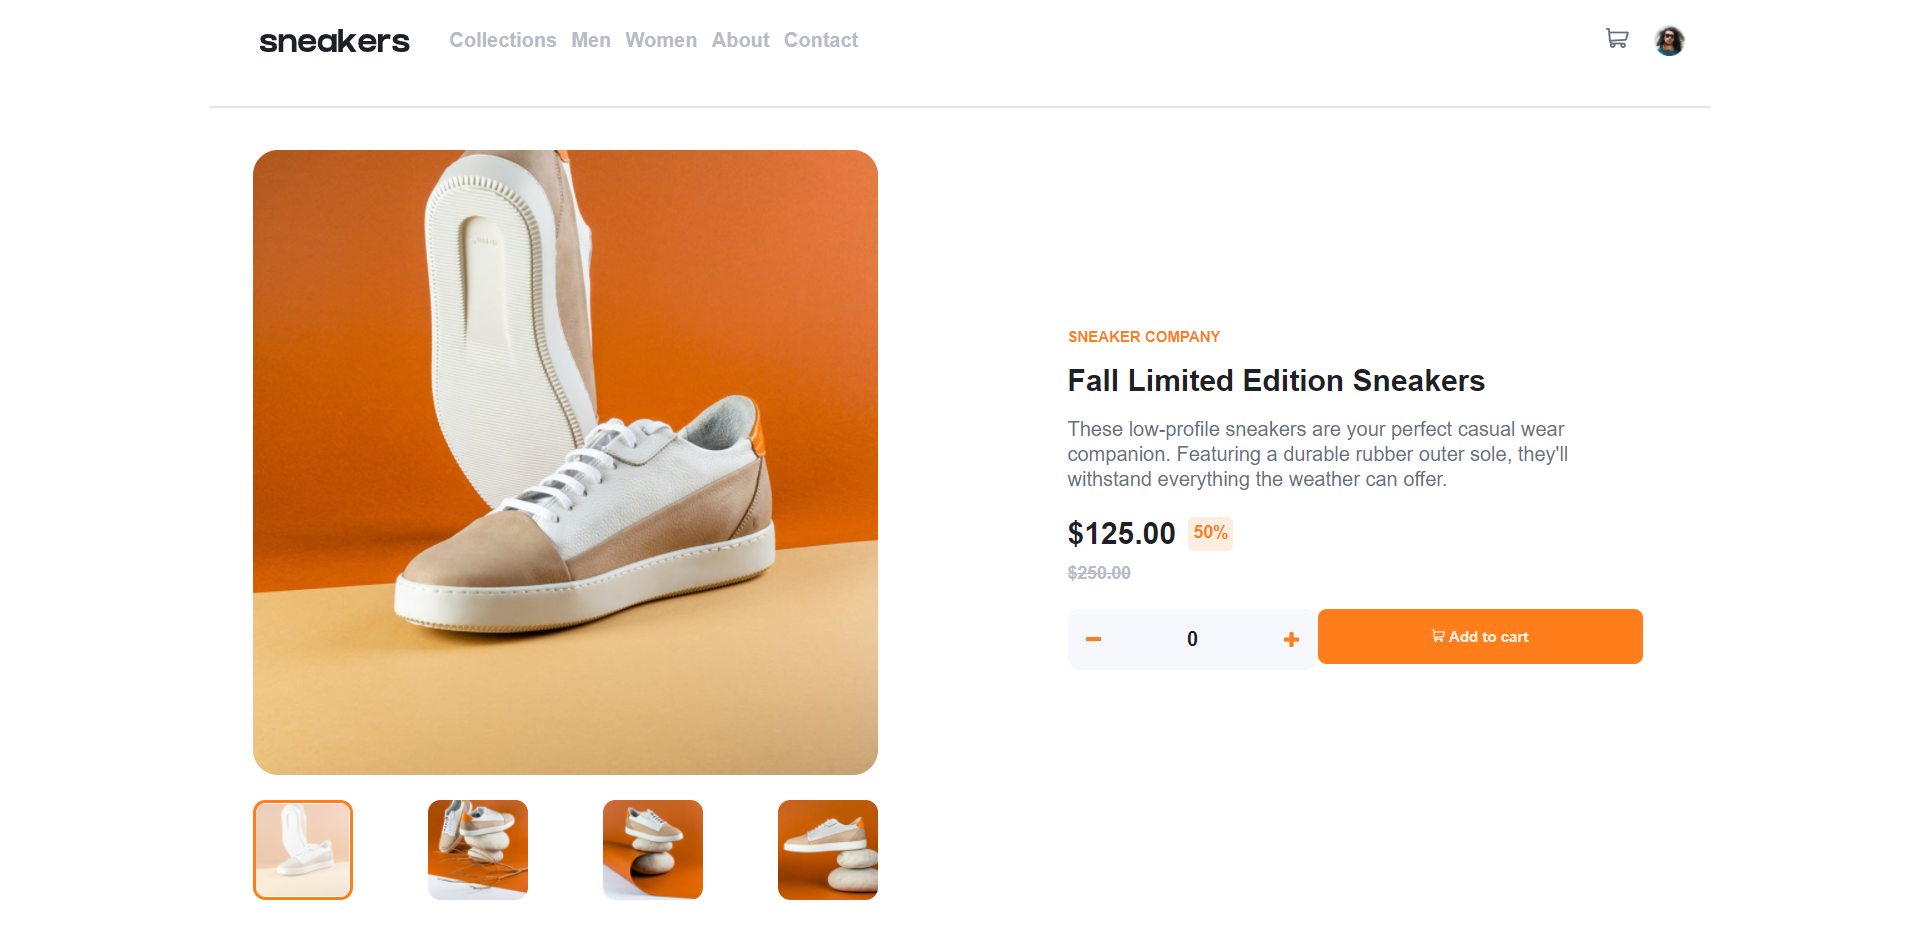 sneakers
Collections Men Women About Contact
SNEAKER COMPANY
Fall Limited Edition Sneakers
These low-profile sneakers are your perfect casual wear
companion. Featuring a durable rubber outer sole, they'll
withstand everything the weather can offer.
$125.00 50%
$250.00
0
Add to cart